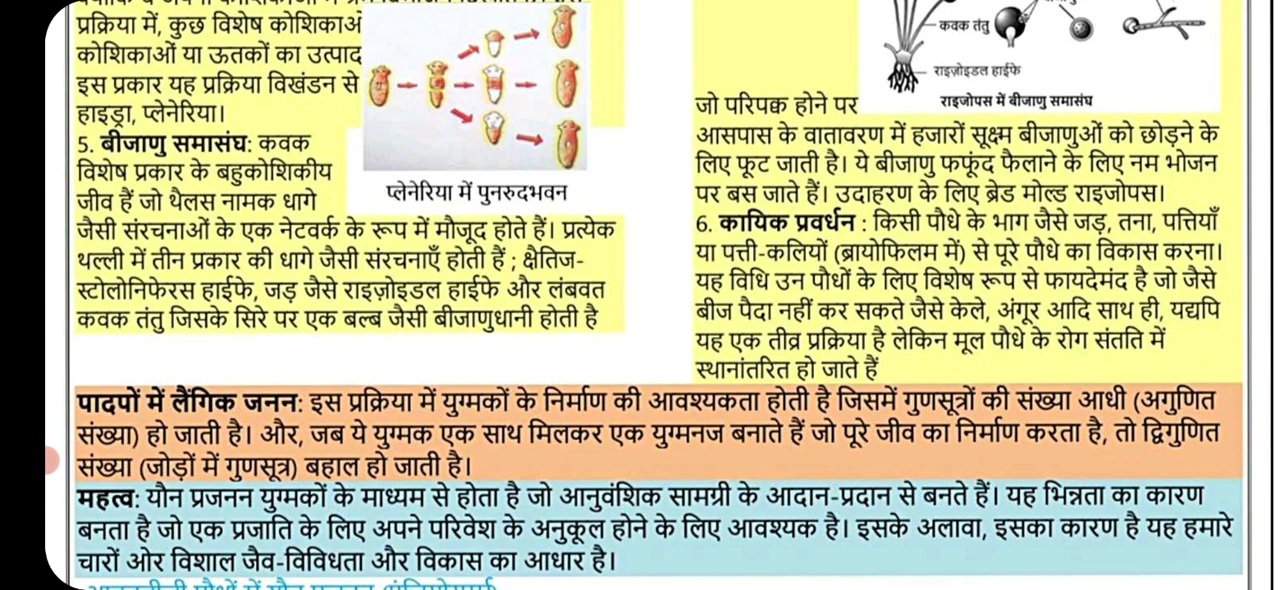 प्रक्रिया में, कुछ विशेष कोशिकाओं
कोशिकाओं या ऊतकों का उत्पाद
इस प्रकार यह प्रक्रिया विखंडन से
हाइड्रा, प्लेनेरिया।
5. बीजाणु समासंघ: कवक
विशेष प्रकार के बहुकोशिकीय
जीव हैं जो थैलस नामक धागे
प्लेनेरिया में पुनरुदभवन
जैसी संरचनाओं के एक नेटवर्क के रूप में मौजूद होते हैं। प्रत्येक
थल्ली में तीन प्रकार की धागे जैसी संरचनाएँ होती हैं ; क्षैतिज-
स्टोलोनिफेरस हाईफे, जड़ जैसे राइज़ोइडल हाईफे और लंबवत
कवक तंतु जिसके सिरे पर एक बल्ब जैसी बीजाणुधानी होती है
कवक तंतु
राइज़ोइडल हाईफे
राइजोपस में बीजाणु समासंघ
जो परिपक्व होने पर
आसपास के वातावरण में हजारों सूक्ष्म बीजाणुओं को छोड़ने के
लिए फूट जाती है। ये बीजाणु फफूंद फैलाने के लिए नम भोजन
पर बस जाते हैं। उदाहरण के लिए ब्रेड मोल्ड राइजोपस।
6. कायिक प्रवर्धन : किसी पौधे के भाग जैसे जड़, तना, पत्तियाँ
या पत्ती-कलियों (ब्रायोफिलम में) से पूरे पौधे का विकास करना।
यह विधि उन पौधों के लिए विशेष रूप से फायदेमंद है जो जैसे
बीज पैदा नहीं कर सकते जैसे केले, अंगूर आदि साथ ही, यद्यपि
यह एक तीव्र प्रक्रिया है लेकिन मूल पौधे के रोग संतति में
स्थानांतरित हो जाते हैं
पादपों में लैंगिक जनन: इस प्रक्रिया में युग्मकों के निर्माण की आवश्यकता होती है जिसमें गुणसूत्रों की संख्या आधी (अगुणित
संख्या) हो जाती है। और, जब ये युग्मक एक साथ मिलकर एक युग्मनज बनाते हैं जो पूरे जीव का निर्माण करता है, तो द्विगुणित
संख्या (जोड़ों में गुणसूत्र) बहाल हो जाती है।
महत्व: यौन प्रजनन युग्मकों के माध्यम से होता है जो आनुवंशिक सामग्री के आदान-प्रदान से बनते हैं। यह भिन्नता का कारण
बनता है जो एक प्रजाति के लिए अपने परिवेश के अनुकूल होने के लिए आवश्यक है। इसके अलावा, इसका कारण है यह हमारे
चारों ओर विशाल जैव-विविधता और विकास का आधार है।